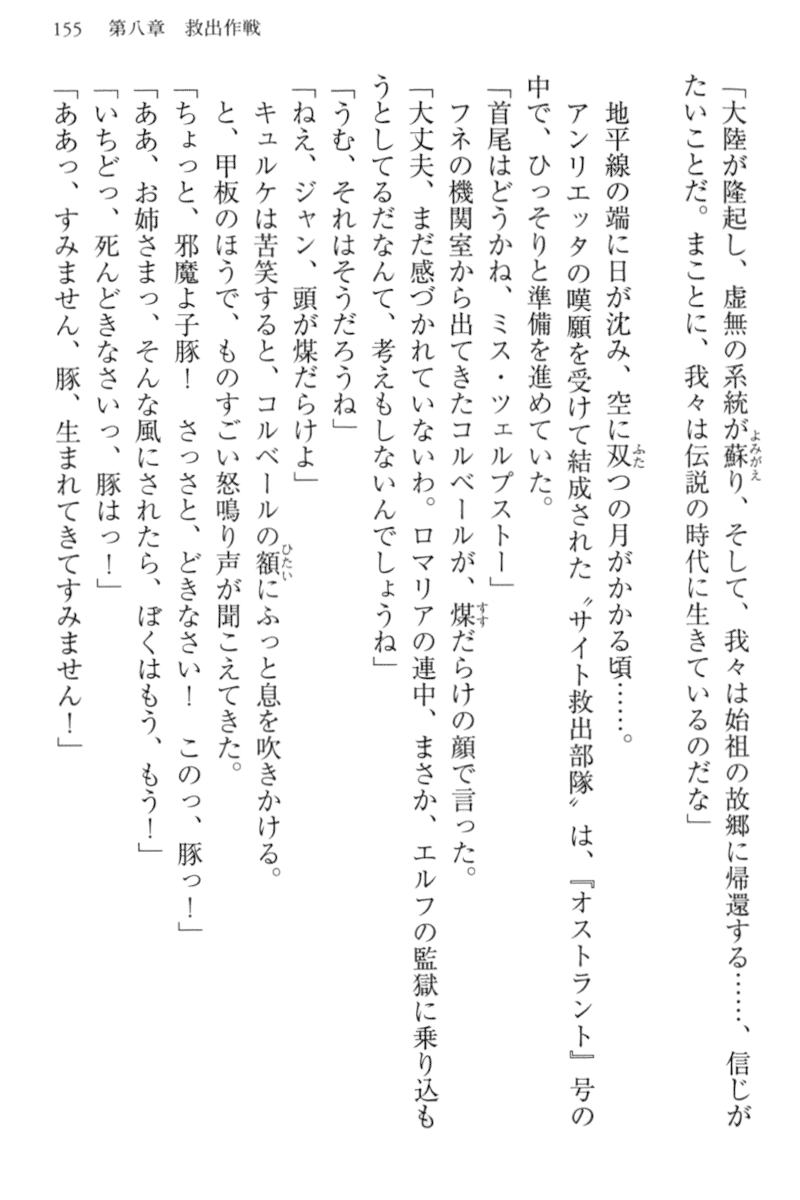 155　第八章　救出作戦
「大陸が隆起し、虚無の系統が蘇り、そして、我々は始祖の故郷に帰還する……、信じが
たいことだ。まことに、我々は伝説の時代に生きているのだな」
地平線の端に日が沈み、空に双つの月がかかる頃……。
アンリエッタの嘆願を受けて結成された〝サイト救出部隊〟は、『オストラント』号の
中で、ひっそりと準備を進めていた。
「首尾はどうかね、ミス・ツェルプストー」
フネの機関室から出てきたコルベールが、煤だらけの顔で言った。
「大丈夫、まだ感づかれていないわ。ロマリアの連中、まさか、エルフの監獄に乗り込も
うとしてるだなんて、考えもしないんでしょうね」
「うむ、それはそうだろうね」
「ねえ、ジャン、頭が煤だらけよ」
キュルケは苦笑すると、コルベールの額にふっと息を吹きかける。
と、甲板のほうで、ものすごい怒鳴り声が聞こえてきた。
「ちょっと、邪魔よ子豚！　さっさと、どきなさい！　このっ、豚っ！」
「ああ、お姉さまっ、そんな風にされたら、ぼくはもう、もう！」
「いちどっ、死んどきなさいっ、豚はっ！」
「ああっ、すみません、豚、生まれてきてすみません！」